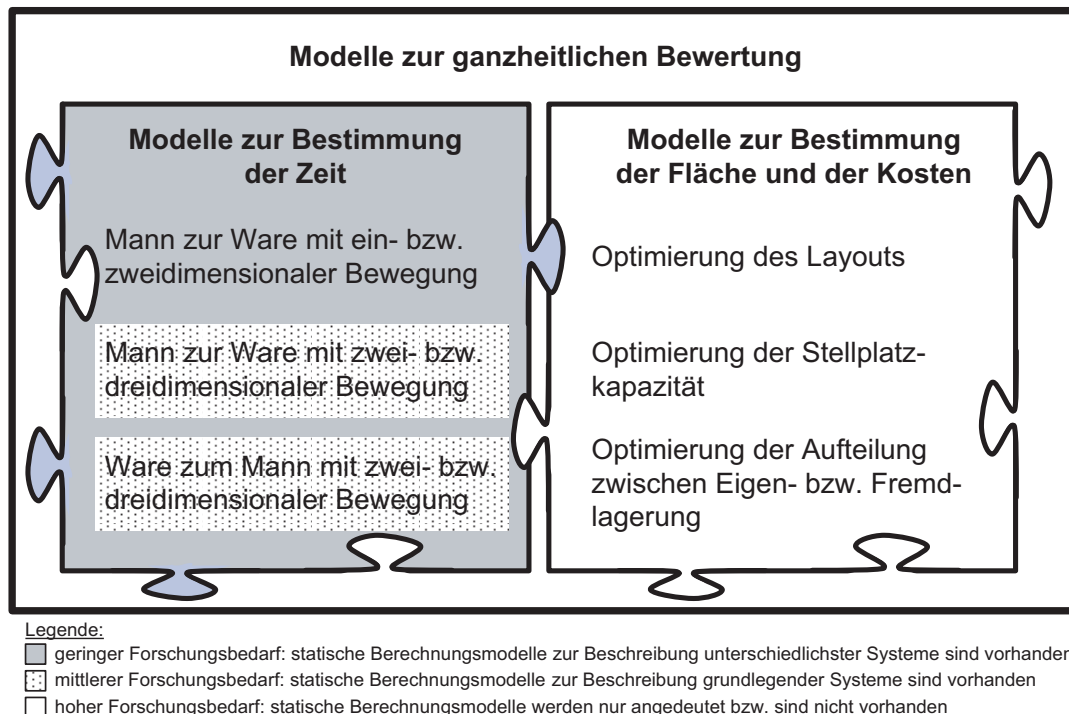 Modelle zur ganzheitlichen Bewertung
Modelle zur Bestimmung
der Zeit
Mann zur Ware mit ein- bzw.
zweidimensionaler Bewegung
Mann zur Ware mit zwei- bzw.
dreidimensionaler Bewegung
Ware zum Mann mit zwei- bzw.
dreidimensionaler Bewegung
Modelle zur Bestimmung
der Fläche und der Kosten
Optimierung des Layouts
Optimierung der Stellplatz-
kapazität
Optimierung der Aufteilung
zwischen Eigen- bzw. Fremd-
lagerung
Legende:
geringer Forschungsbedarf: statische Berechnungsmodelle zur Beschreibung unterschiedlichster Systeme sind vorhanden
mittlerer Forschungsbedarf: statische Berechnungsmodelle zur Beschreibung grundlegender Systeme sind vorhanden
hoher Forschungsbedarf: statische Berechnungsmodelle werden nur angedeutet bzw. sind nicht vorhanden